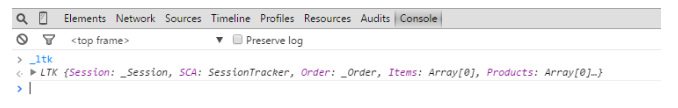 Elements Network Sources Timeline Profiles Resources Audits Console
<top frame> ▼ Preserve log
> _ltk
<· ▶ LTK {Session: _Session, SCA: SessionTracker, Order: _Order, Items: Array[0], Products: Array[0]…}
>